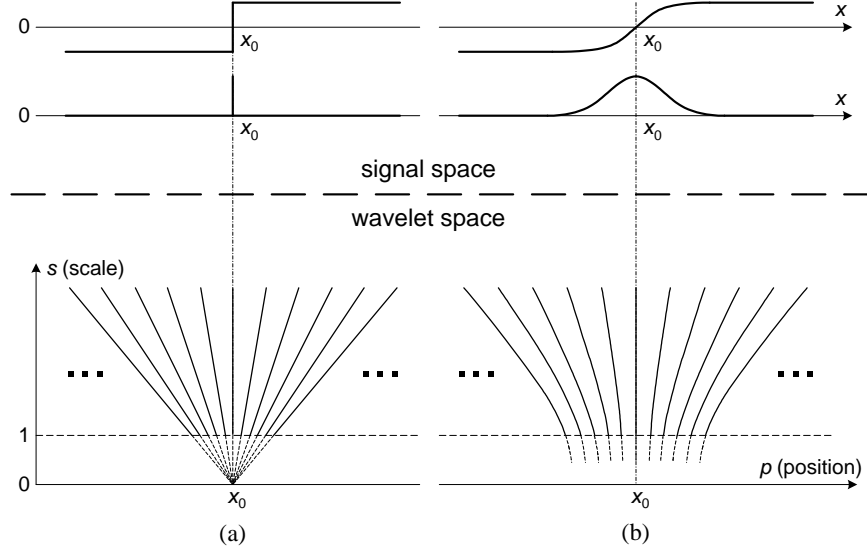 0
x0
x0
x
0
x0
x0
x
signal space
wavelet space
s (scale)
1
0
x0
x0
p (position)
(a)
(b)